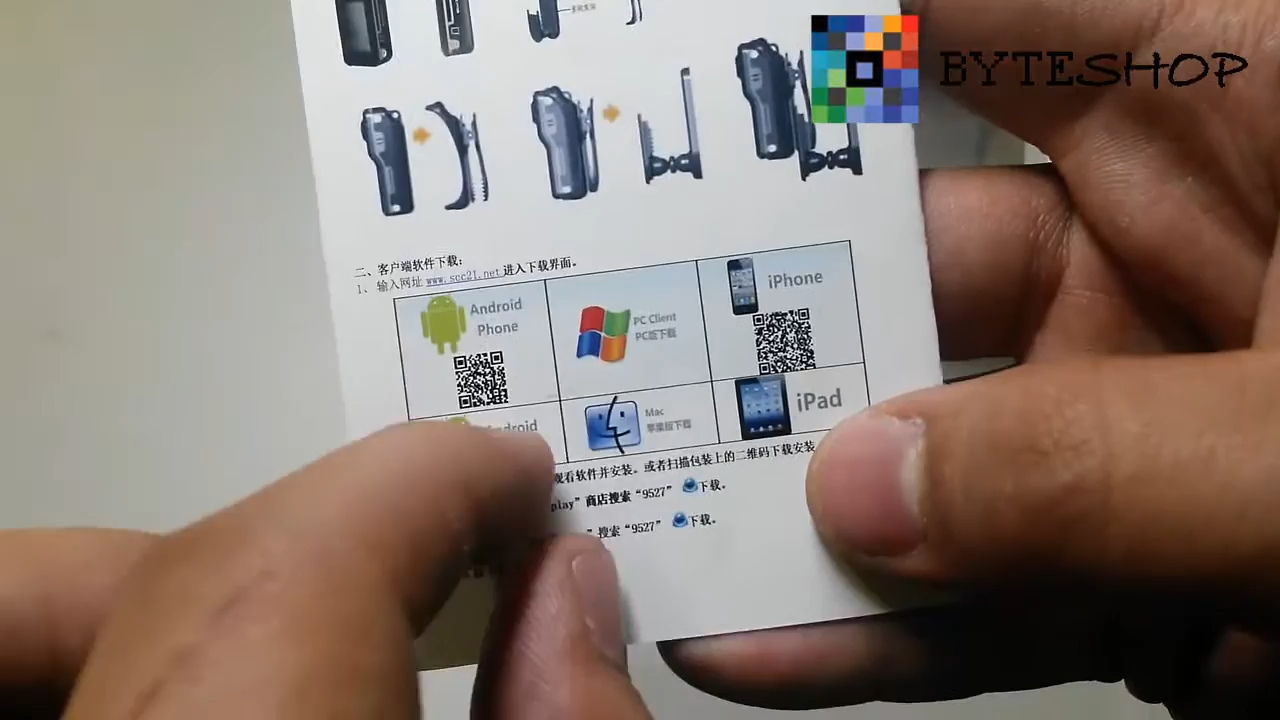 BYTESHOP
二、客户端软件下载:
1、输入网址 www.scc21.net 进入下载界面。
Android
Phone
PC Client
PC版下载
iPhone
Mac
苹果版下载
iPad
观看软件并安装。或者扫描包装上的二维码下载安装
play”商店搜索“9527” 下载。
”搜索“9527” 下载。